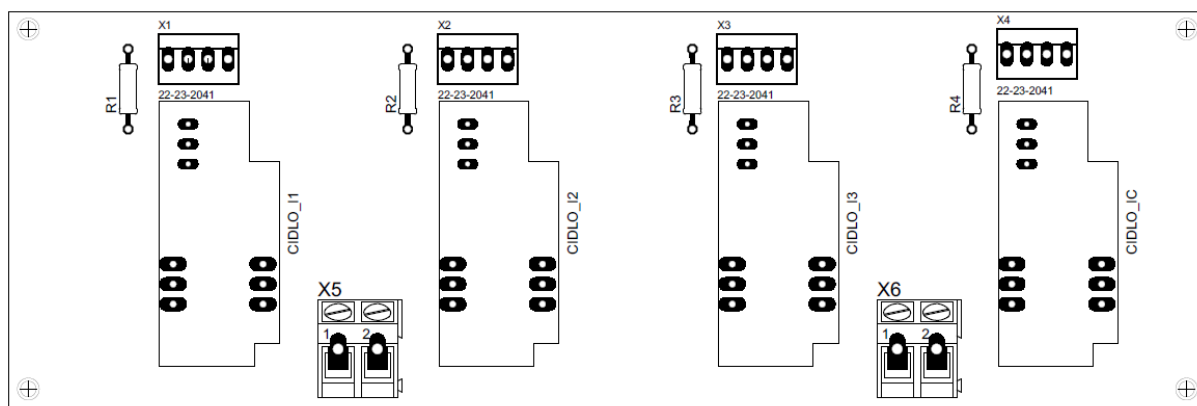 X1
X2
X3
X4
R1
R2
R3
R4
22-23-2041
22-23-2041
22-23-2041
22-23-2041
CIDLO_I1
CIDLO_I2
CIDLO_I3
CIDLO_IC
X5
X6
1 2
1 2